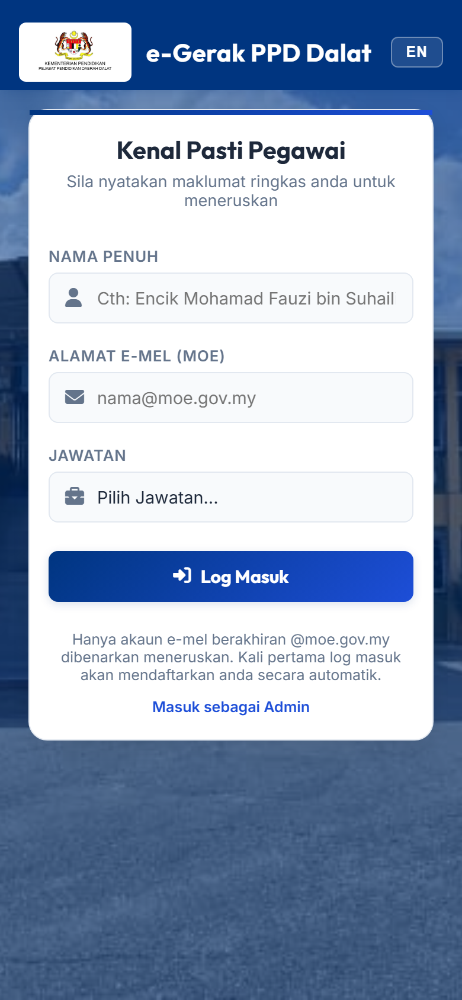 KEMENTERIAN PENDIDIKAN
PEJABAT PENDIDIKAN DAERAH DALAT
e-Gerak PPD Dalat
EN
Kenal Pasti Pegawai
Sila nyatakan maklumat ringkas anda untuk
meneruskan
NAMA PENUH
Cth: Encik Mohamad Fauzi bin Suhaili
ALAMAT E-MEL (MOE)
nama@moe.gov.my
JAWATAN
Pilih Jawatan...
Log Masuk
Hanya akaun e-mel berakhiran @moe.gov.my
dibenarkan meneruskan. Kali pertama log masuk
akan mendaftarkan anda secara automatik.
Masuk sebagai Admin